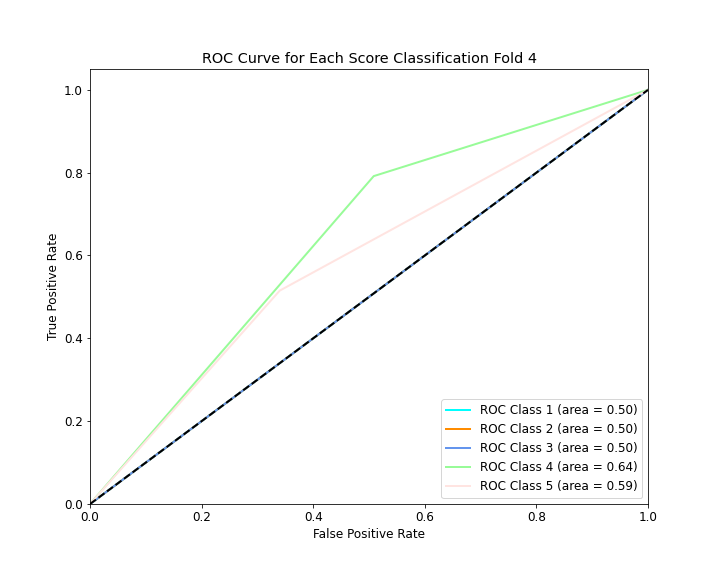 ROC Curve for Each Score Classification Fold 4
True Positive Rate
1.0
0.8
0.6
0.4
0.2
0.0
ROC Class 1 (area = 0.50)
ROC Class 2 (area = 0.50)
ROC Class 3 (area = 0.50)
ROC Class 4 (area = 0.64)
ROC Class 5 (area = 0.59)
0.0 0.2 0.4 0.6 0.8 1.0
False Positive Rate